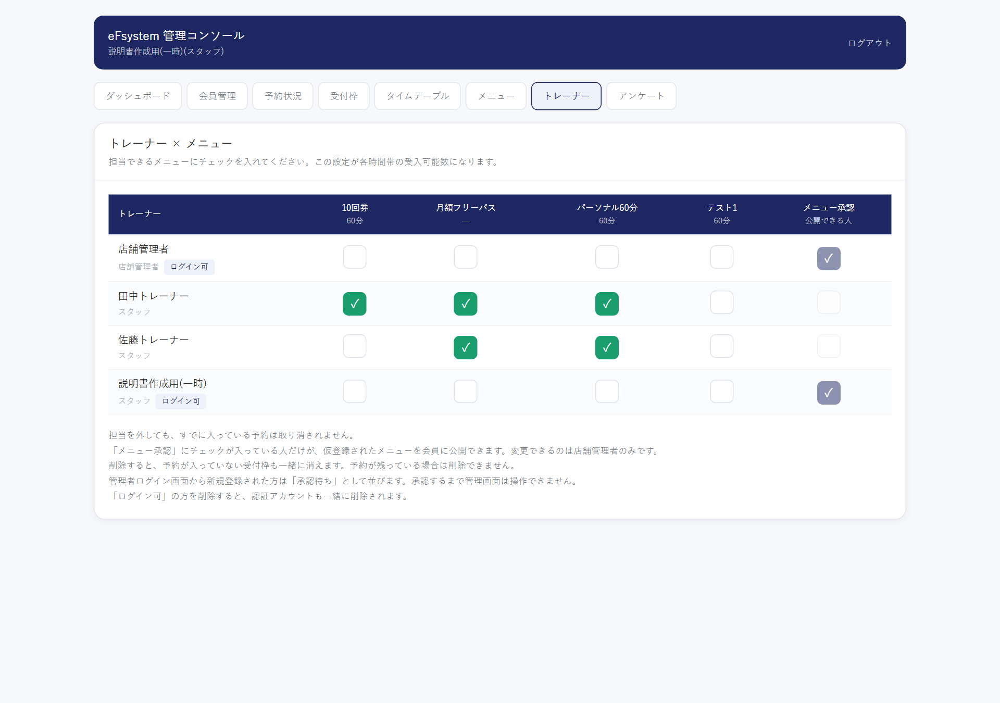 eFsystem 管理コンソール
説明書作成用(一時)(スタッフ)
ログアウト
ダッシュボード 会員管理 予約状況 受付枠 タイムテーブル メニュー トレーナー アンケート
トレーナー × メニュー
担当できるメニューにチェックを入れてください。この設定が各時間帯の受入可能数になります。
トレーナー 10回券 月額フリーパス パーソナル60分 テスト1 メニュー承認
60分 — 60分 60分 公開できる人
店舗管理者
店舗管理者 ログイン可
✓
田中トレーナー
スタッフ
✓ ✓ ✓
佐藤トレーナー
スタッフ
✓ ✓
説明書作成用(一時)
スタッフ ログイン可
✓
担当を外しても、すでに入っている予約は取り消されません。
「メニュー承認」にチェックが入っている人だけが、仮登録されたメニューを会員に公開できます。変更できるのは店舗管理者のみです。
削除すると、予約が入っていない受付枠も一緒に消えます。予約が残っている場合は削除できません。
管理者ログイン画面から新規登録された方は「承認待ち」として並びます。承認するまで管理画面は操作できません。
「ログイン可」の方を削除すると、認証アカウントも一緒に削除されます。